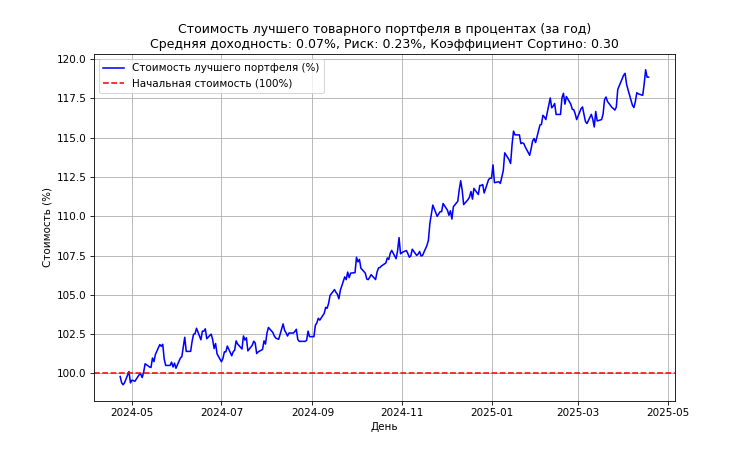 Стоимость лучшего товарного портфеля в процентах (за год)
Средняя доходность: 0.07%, Риск: 0.23%, Коэффициент Сортино: 0.30
Стоимость лучшего портфеля (%)
Начальная стоимость (100%)
Стоимость (%)
120.0
117.5
115.0
112.5
110.0
107.5
105.0
102.5
100.0
2024-05
2024-07
2024-09
2024-11
2025-01
2025-03
2025-05
День